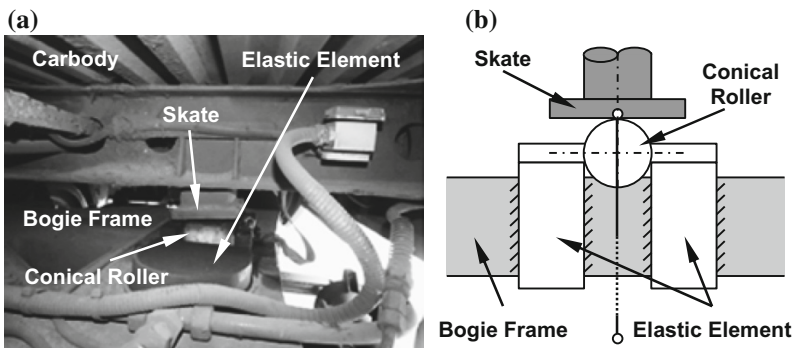 (a)
Carbody
Elastic Element
Skate
Bogie Frame
Conical Roller
(b)
Skate
Conical
Roller
Bogie Frame
Elastic Element